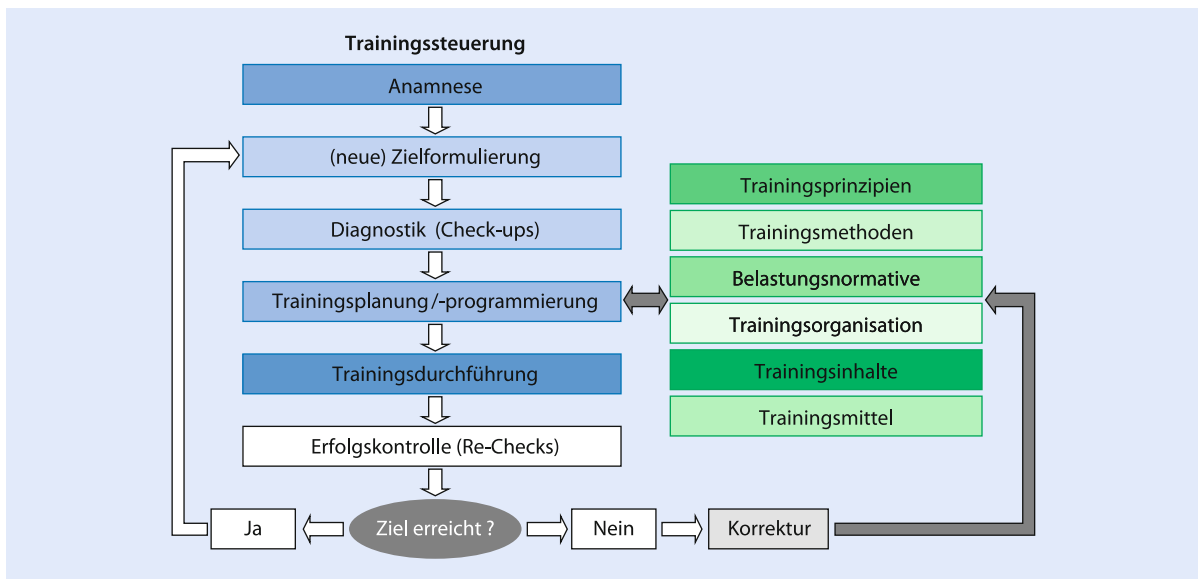 Trainingssteuerung
Anamnese
(neue) Zielformulierung
Diagnostik (Check-ups)
Trainingsplanung/-programmierung
Trainingsdurchführung
Erfolgskontrolle (Re-Checks)
Trainingsprinzipien
Trainingsmethoden
Belastungsnormative
Trainingsorganisation
Trainingsinhalte
Trainingsmittel
Ja
Ziel erreicht ?
Nein
Korrektur